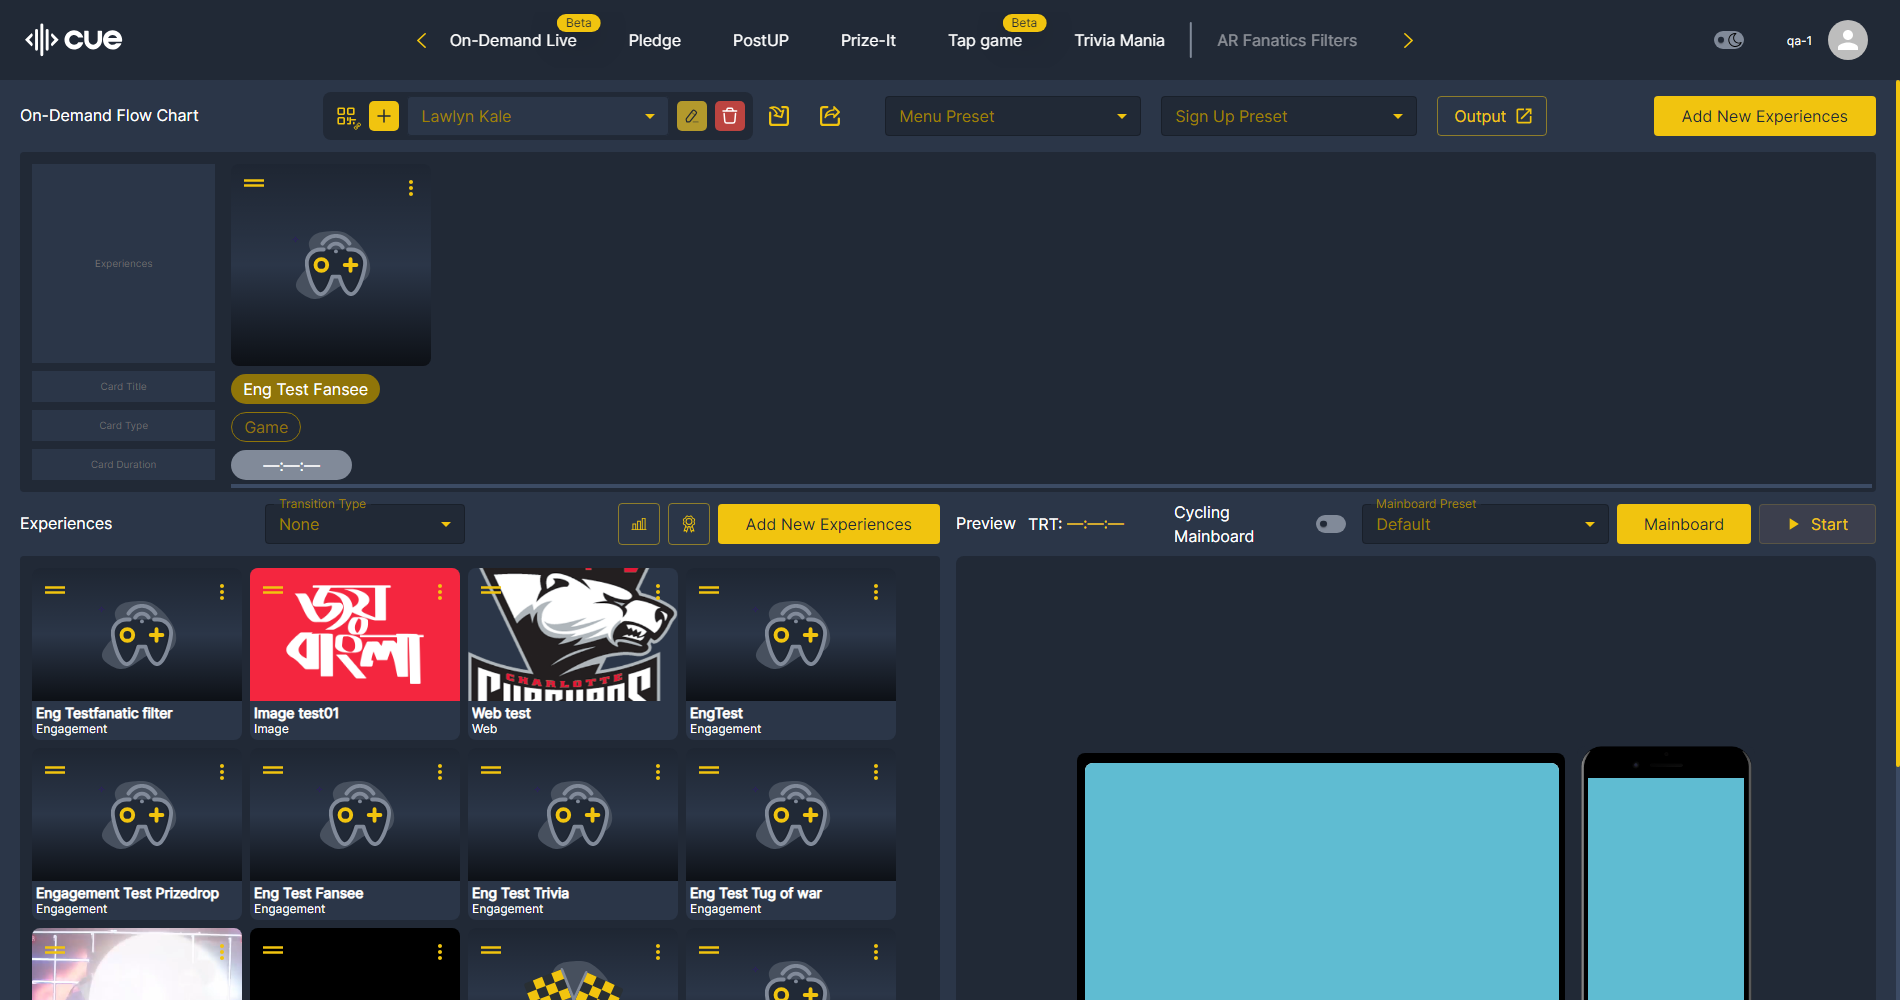 cue
Beta
Beta
On-Demand Live
Pledge
PostUP
Prize-It
Tap game
Trivia Mania
AR Fanatics Filters
qa-1
On-Demand Flow Chart
Lawlyn Kale
Menu Preset
Sign Up Preset
Output
Add New Experiences
Experiences
Card Title
Card Type
Card Duration
Eng Test Fansee
Game
—:—:—
Experiences
Transition Type
None
Add New Experiences
Preview
TRT: —:—:—
Cycling
Mainboard
Mainboard Preset
Default
Mainboard
Start
জয়
বাংলা
CHARLOTTE
Eng Testfanatic filter
Engagement
Image test01
Image
Web test
Web
EngTest
Engagement
Engagement Test Prizedrop
Engagement
Eng Test Fansee
Engagement
Eng Test Trivia
Engagement
Eng Test Tug of war
Engagement